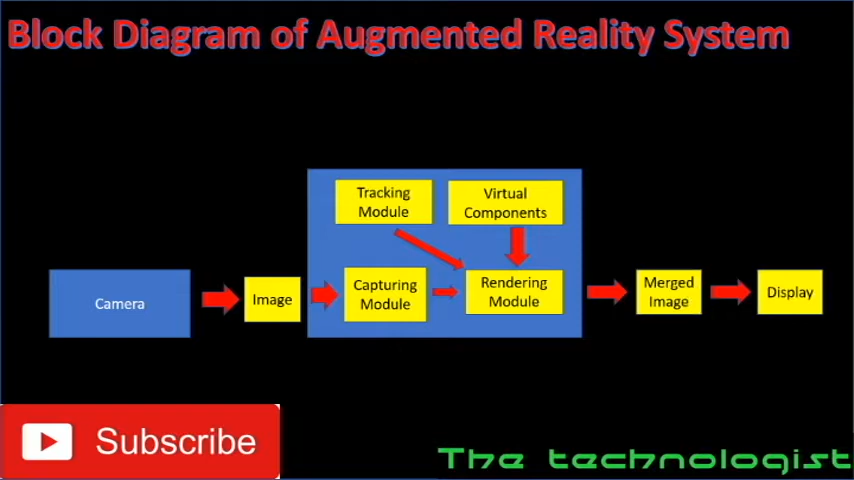 Block Diagram of Augmented Reality System
Tracking
Module
Virtual
Components
Camera
Image
Capturing
Module
Rendering
Module
Merged
Image
Display
Subscribe
The technologist